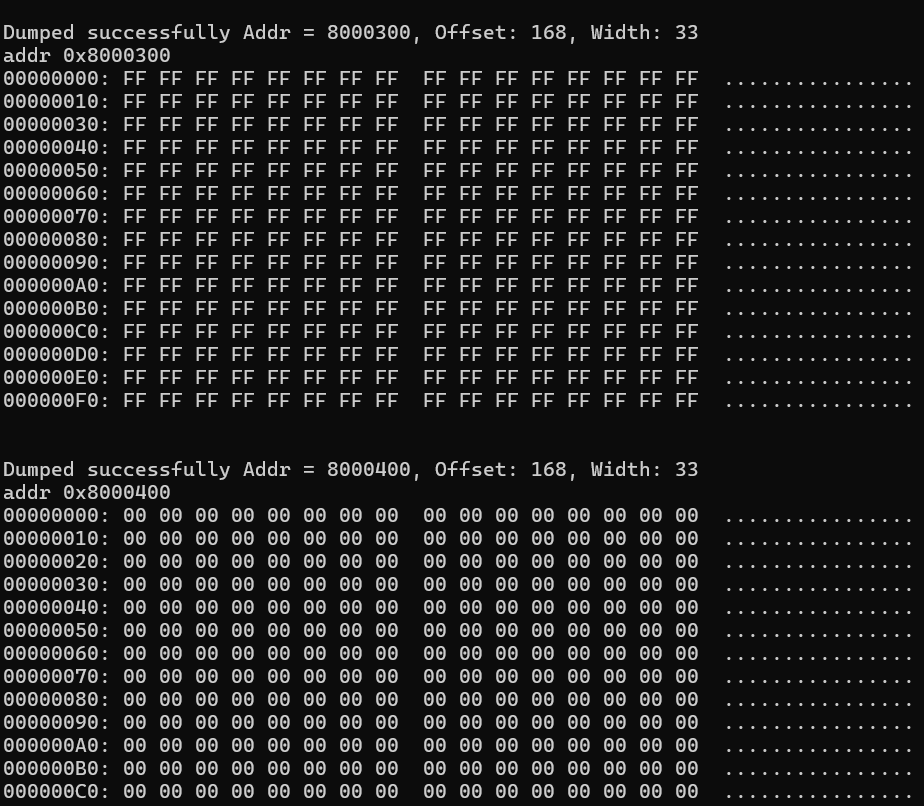 Dumped successfully Addr = 8000300, Offset: 168, Width: 33
addr 0x8000300
00000000: FF FF FF FF FF FF FF FF  FF FF FF FF FF FF FF FF  ................
00000010: FF FF FF FF FF FF FF FF  FF FF FF FF FF FF FF FF  ................
00000030: FF FF FF FF FF FF FF FF  FF FF FF FF FF FF FF FF  ................
00000040: FF FF FF FF FF FF FF FF  FF FF FF FF FF FF FF FF  ................
00000050: FF FF FF FF FF FF FF FF  FF FF FF FF FF FF FF FF  ................
00000060: FF FF FF FF FF FF FF FF  FF FF FF FF FF FF FF FF  ................
00000070: FF FF FF FF FF FF FF FF  FF FF FF FF FF FF FF FF  ................
00000080: FF FF FF FF FF FF FF FF  FF FF FF FF FF FF FF FF  ................
00000090: FF FF FF FF FF FF FF FF  FF FF FF FF FF FF FF FF  ................
000000A0: FF FF FF FF FF FF FF FF  FF FF FF FF FF FF FF FF  ................
000000B0: FF FF FF FF FF FF FF FF  FF FF FF FF FF FF FF FF  ................
000000C0: FF FF FF FF FF FF FF FF  FF FF FF FF FF FF FF FF  ................
000000D0: FF FF FF FF FF FF FF FF  FF FF FF FF FF FF FF FF  ................
000000E0: FF FF FF FF FF FF FF FF  FF FF FF FF FF FF FF FF  ................
000000F0: FF FF FF FF FF FF FF FF  FF FF FF FF FF FF FF FF  ................
Dumped successfully Addr = 8000400, Offset: 168, Width: 33
addr 0x8000400
00000000: 00 00 00 00 00 00 00 00  00 00 00 00 00 00 00 00  ................
00000010: 00 00 00 00 00 00 00 00  00 00 00 00 00 00 00 00  ................
00000020: 00 00 00 00 00 00 00 00  00 00 00 00 00 00 00 00  ................
00000030: 00 00 00 00 00 00 00 00  00 00 00 00 00 00 00 00  ................
00000040: 00 00 00 00 00 00 00 00  00 00 00 00 00 00 00 00  ................
00000050: 00 00 00 00 00 00 00 00  00 00 00 00 00 00 00 00  ................
00000060: 00 00 00 00 00 00 00 00  00 00 00 00 00 00 00 00  ................
00000070: 00 00 00 00 00 00 00 00  00 00 00 00 00 00 00 00  ................
00000080: 00 00 00 00 00 00 00 00  00 00 00 00 00 00 00 00  ................
00000090: 00 00 00 00 00 00 00 00  00 00 00 00 00 00 00 00  ................
000000A0: 00 00 00 00 00 00 00 00  00 00 00 00 00 00 00 00  ................
000000B0: 00 00 00 00 00 00 00 00  00 00 00 00 00 00 00 00  ................
000000C0: 00 00 00 00 00 00 00 00  00 00 00 00 00 00 00 00  ................